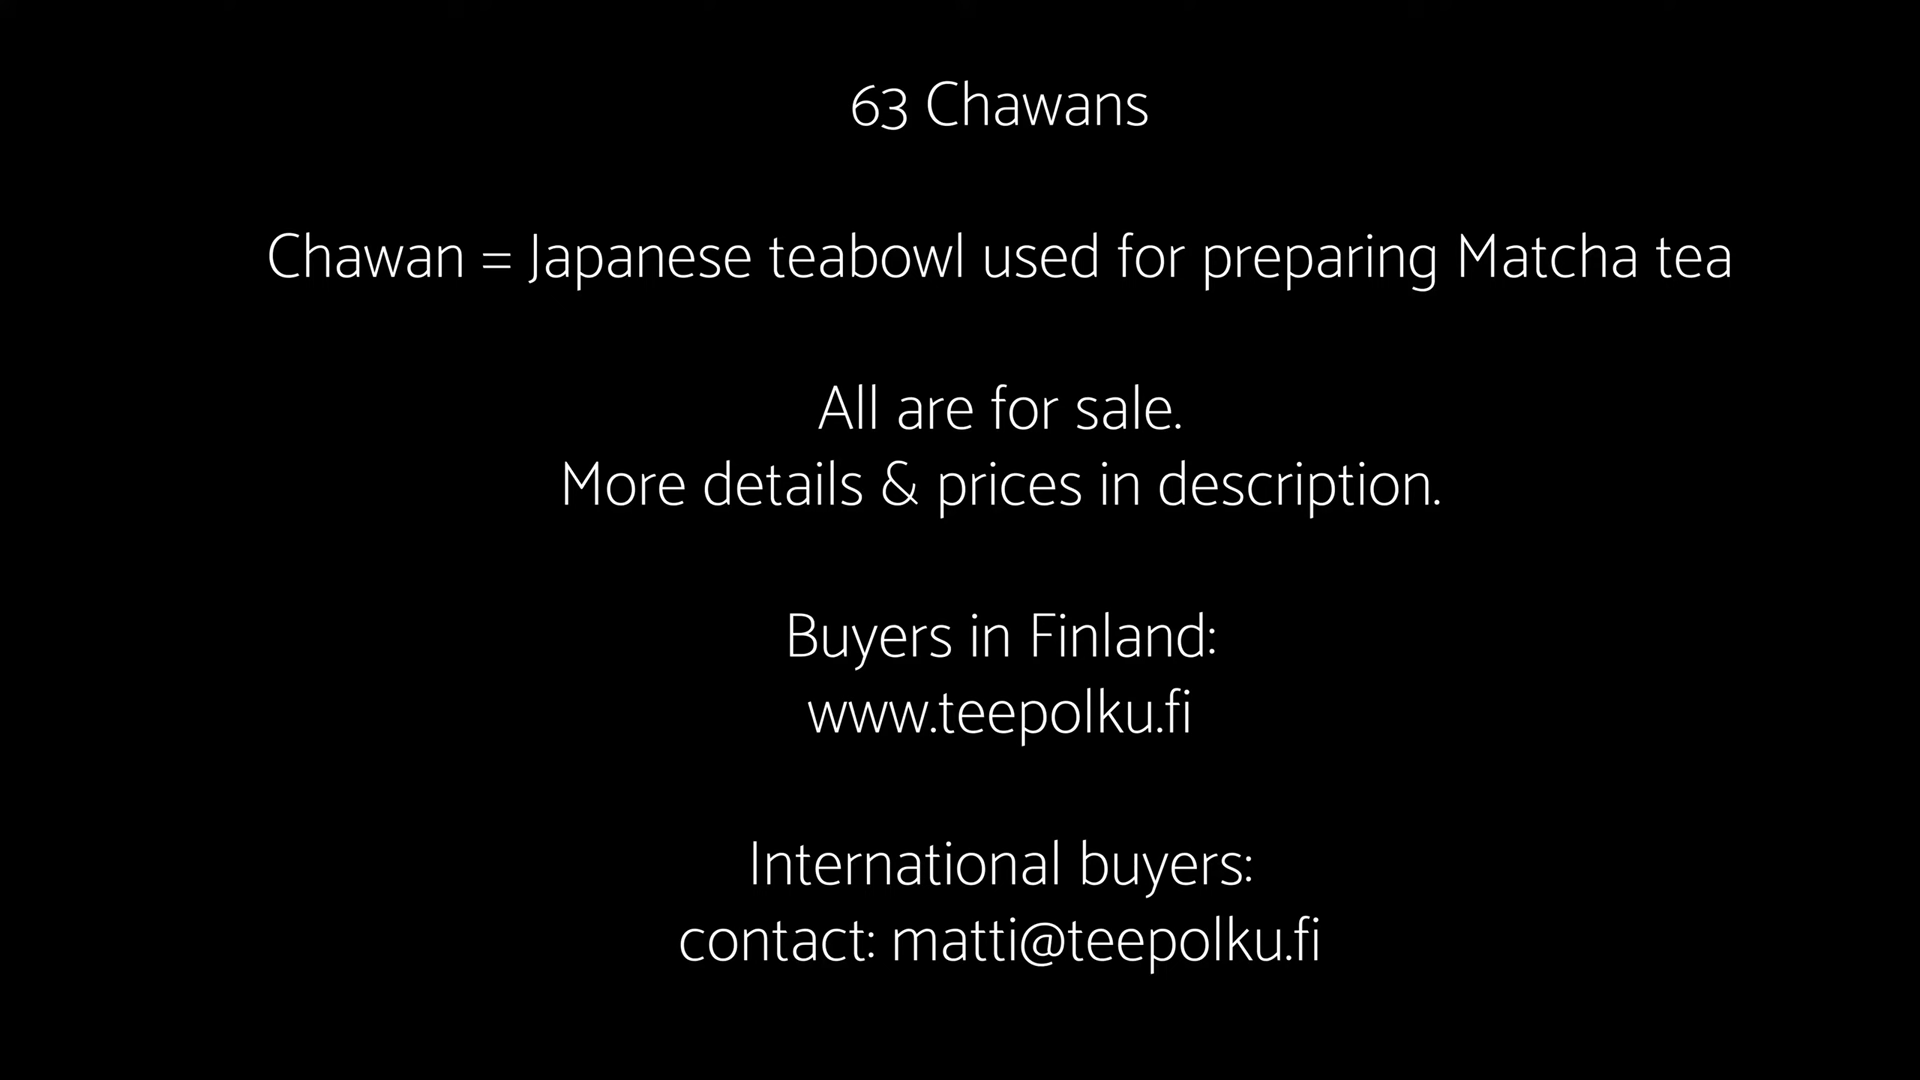 63 Chawans
Chawan = Japanese teabowl used for preparing Matcha tea
All are for sale.
More details & prices in description.
Buyers in Finland:
www.teepolku.fi
International buyers:
contact: matti@teepolku.fi